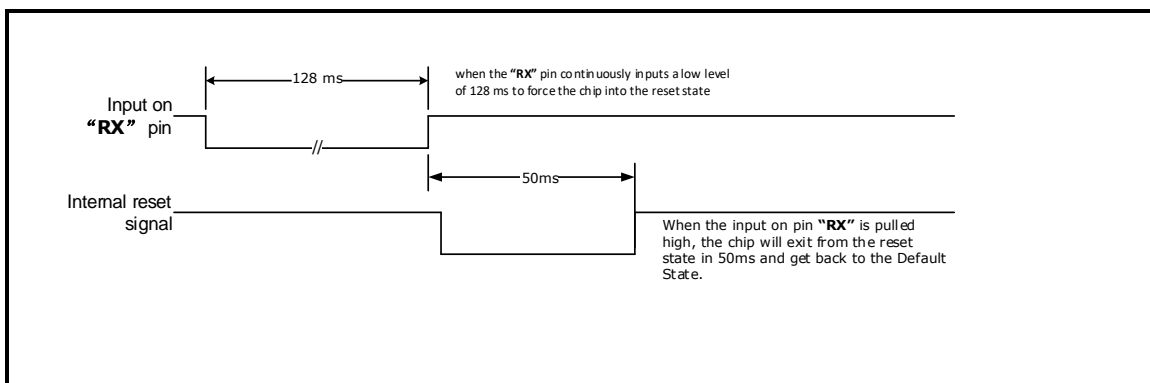 128 ms
when the “RX” pin continuously inputs a low level
of 128 ms to force the chip into the reset state
Input on
“RX” pin
//
50ms
Internal reset
signal
When the input on pin “RX” is pulled
high, the chip will exit from the reset
state in 50ms and get back to the Default
State.